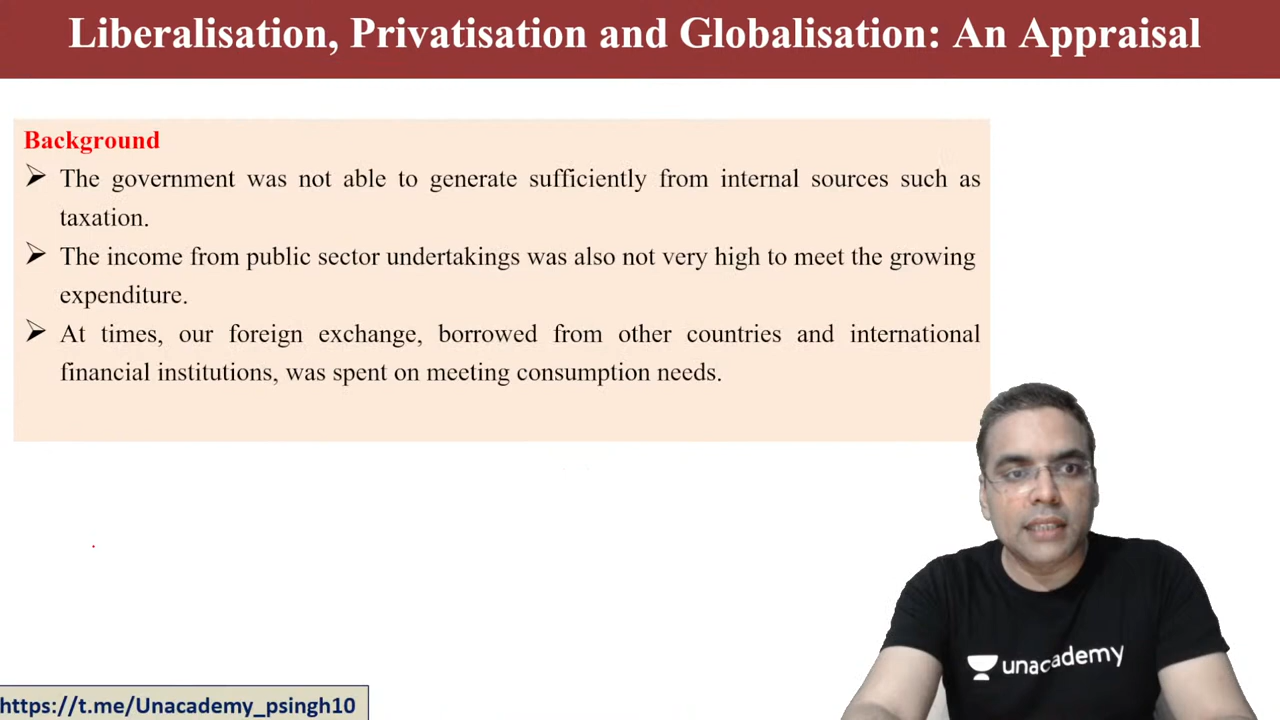 Liberalisation, Privatisation and Globalisation: An Appraisal
Background
➢ The government was not able to generate sufficiently from internal sources such as
taxation.
➢ The income from public sector undertakings was also not very high to meet the growing
expenditure.
➢ At times, our foreign exchange, borrowed from other countries and international
financial institutions, was spent on meeting consumption needs.
unacademy
https://t.me/Unacademy_psingh10